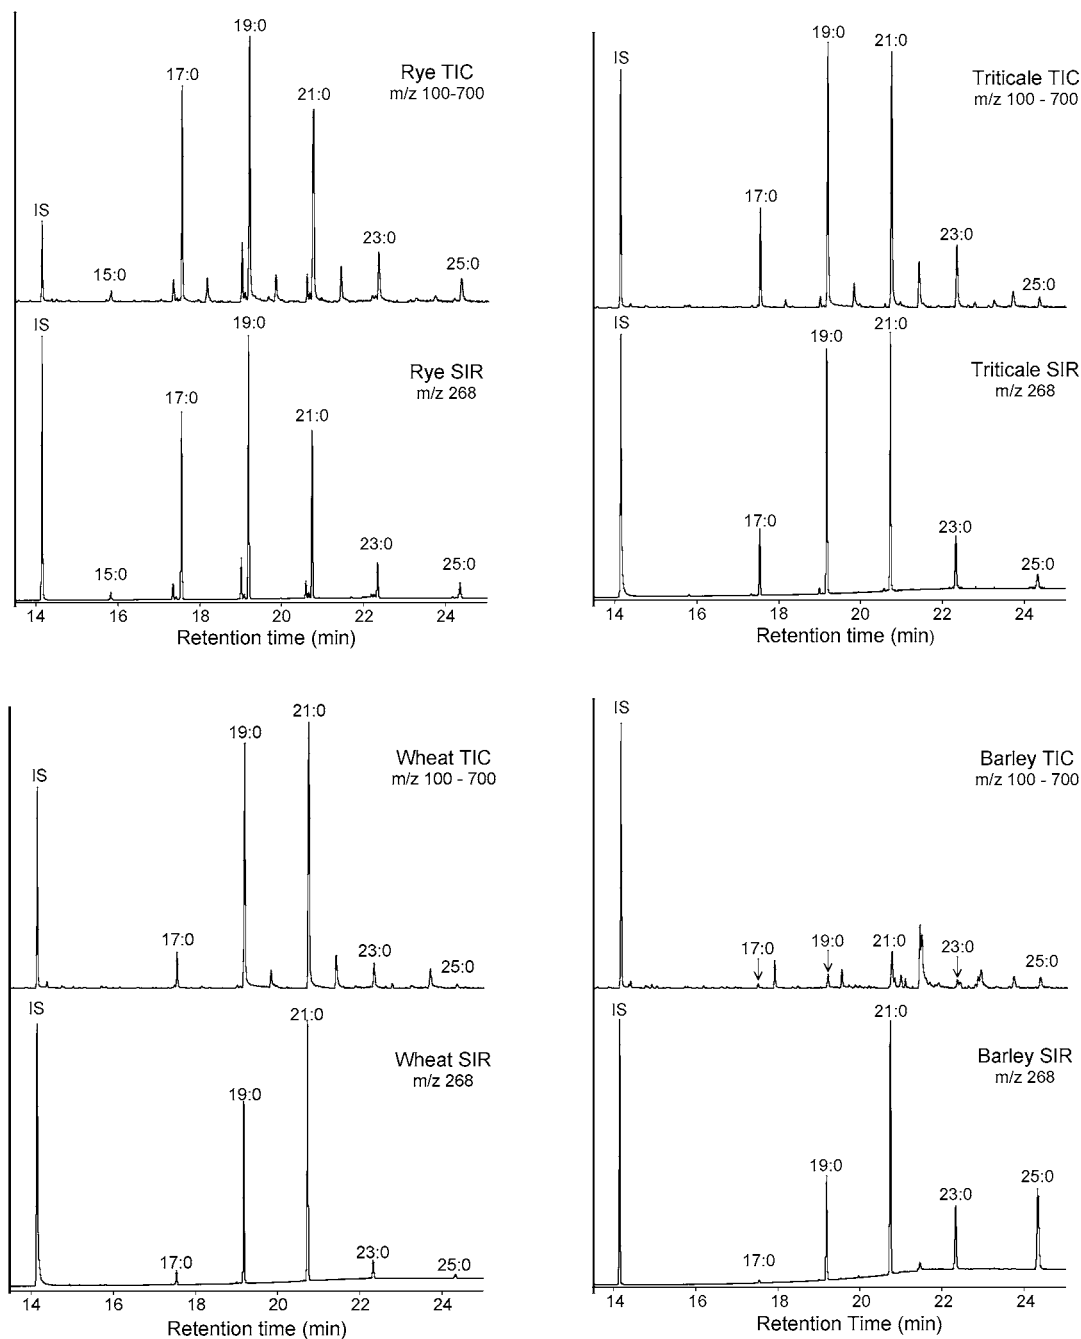 19:0
17:0
Rye TIC
m/z 100-700
21:0
IS
23:0
15:0
25:0
IS
19:0
Rye SIR
m/z 268
17:0
21:0
23:0
15:0
25:0
14 16 18 20 22 24
Retention time (min)
19:0
21:0
IS
Triticale TIC
m/z 100 - 700
17:0
23:0
25:0
IS
21:0
19:0
Triticale SIR
m/z 268
17:0
23:0
25:0
14 16 18 20 22 24
Retention time (min)
21:0
19:0
Wheat TIC
m/z 100 - 700
IS
17:0
23:0
25:0
IS
21:0
Wheat SIR
m/z 268
19:0
17:0
23:0
25:0
14 16 18 20 22 24
Retention time (min)
IS
Barley TIC
m/z 100 - 700
17:0
19:0
21:0
23:0
25:0
IS
21:0
Barley SIR
m/z 268
19:0
25:0
23:0
17:0
14 16 18 20 22 24
Retention Time (min)